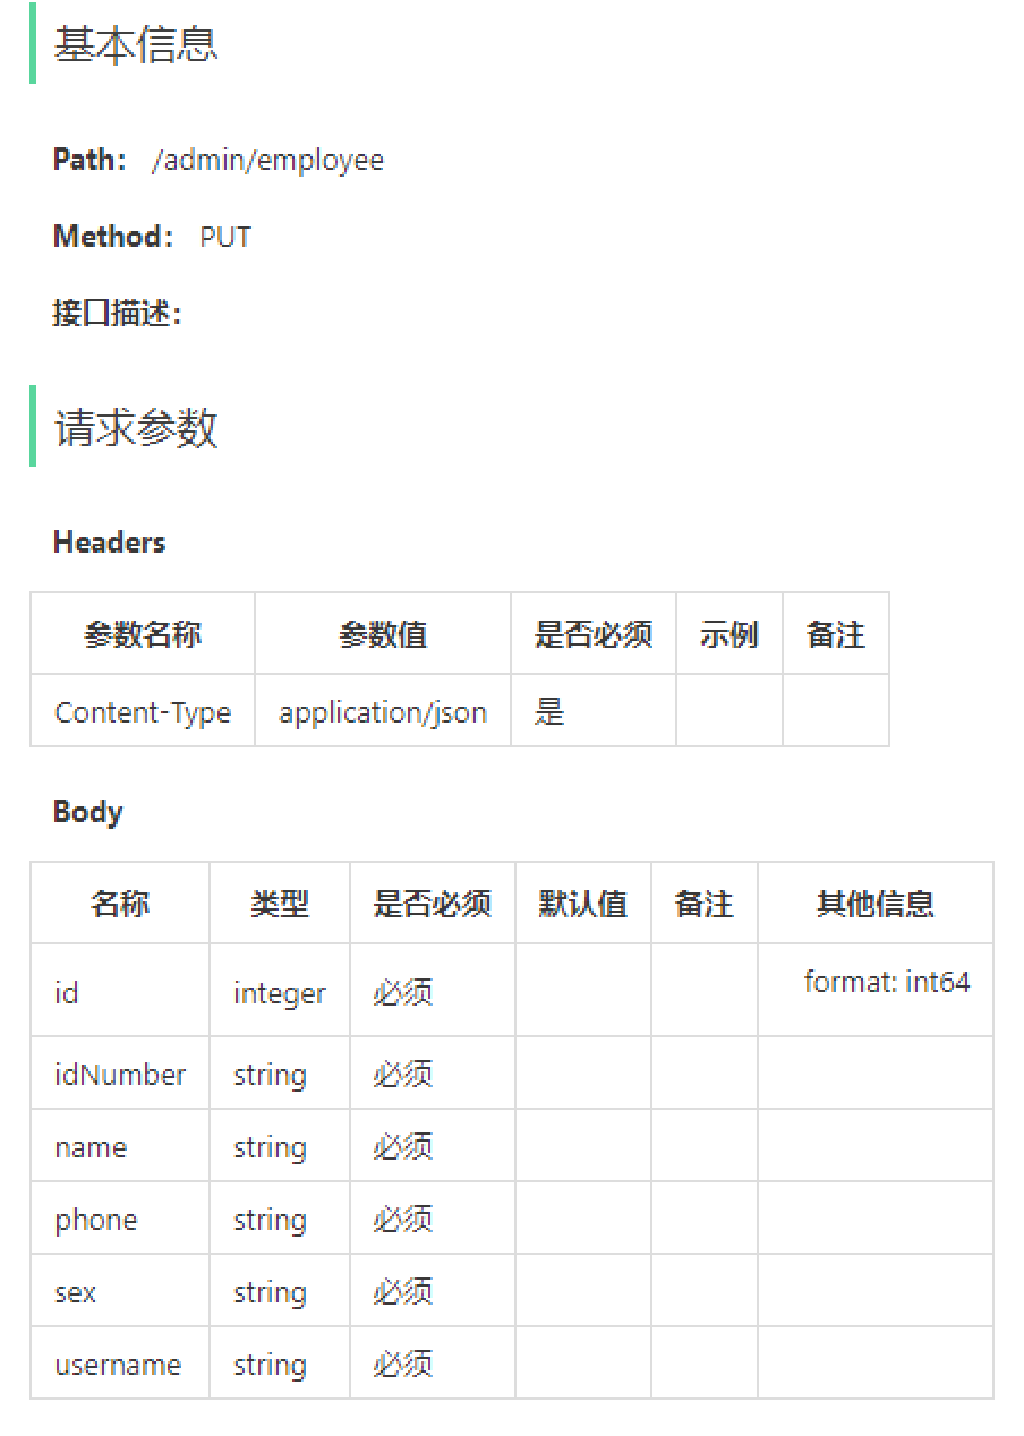 基本信息
Path： /admin/employee
Method： PUT
接口描述：
请求参数
Headers
参数名称 参数值 是否必须 示例 备注
Content-Type application/json 是
Body
名称 类型 是否必须 默认值 备注 其他信息
id integer 必须 format: int64
idNumber string 必须
name string 必须
phone string 必须
sex string 必须
username string 必须